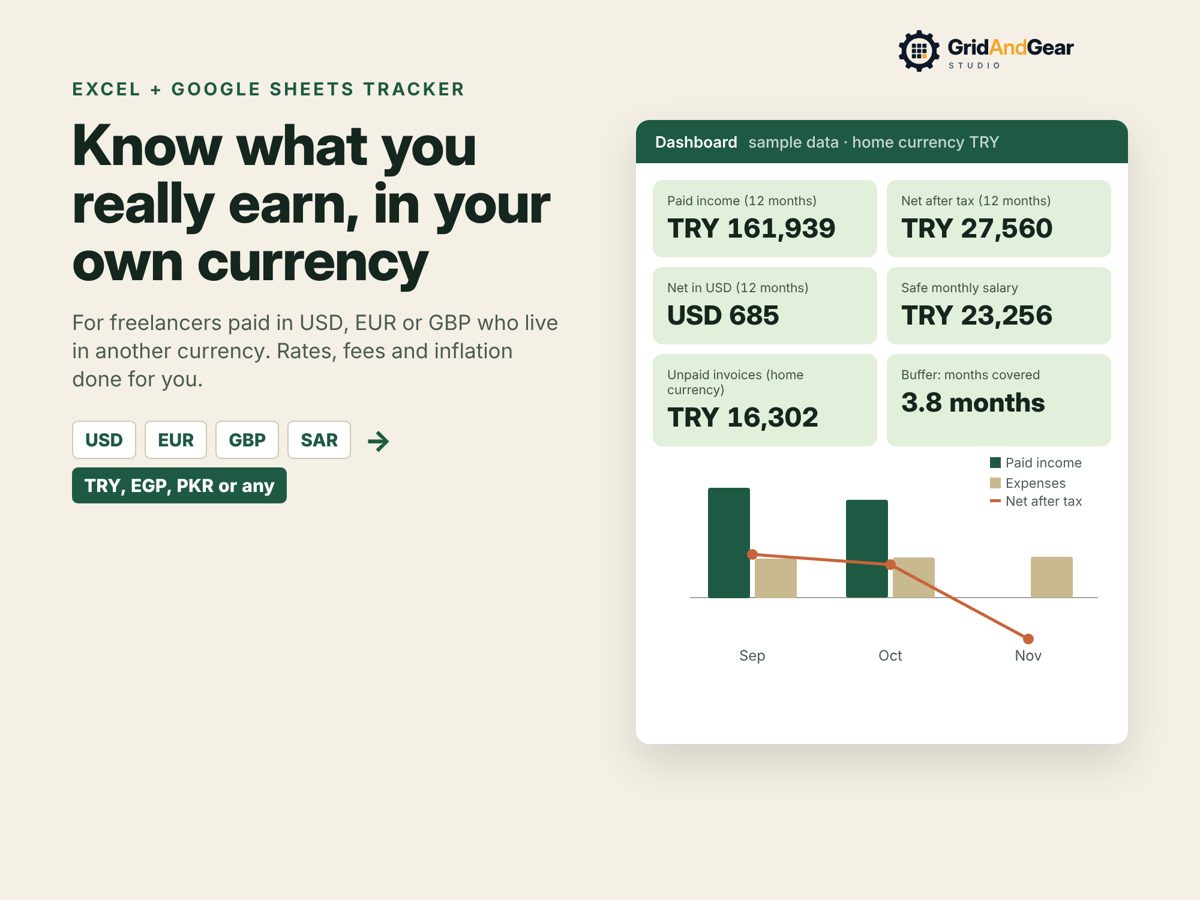 GridAndGear
STUDIO
EXCEL + GOOGLE SHEETS TRACKER
Know what you
really earn, in your
own currency
For freelancers paid in USD, EUR or GBP who live
in another currency. Rates, fees and inflation
done for you.
USD EUR GBP SAR →
TRY, EGP, PKR or any
Dashboard sample data · home currency TRY
Paid income (12 months)
TRY 161,939
Net after tax (12 months)
TRY 27,560
Net in USD (12 months)
USD 685
Safe monthly salary
TRY 23,256
Unpaid invoices (home
currency)
TRY 16,302
Buffer: months covered
3.8 months
Paid income
Expenses
Net after tax
Sep Oct Nov